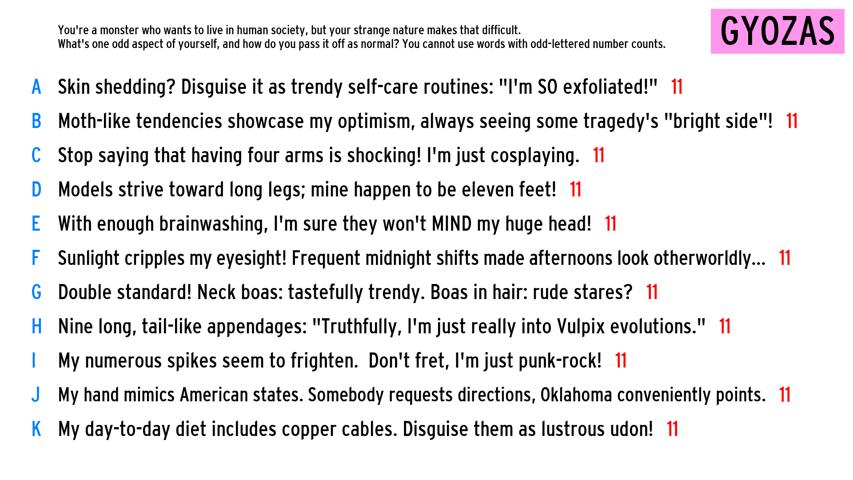 You're a monster who wants to live in human society, but your strange nature makes that difficult.
What's one odd aspect of yourself, and how do you pass it off as normal? You cannot use words with odd-lettered number counts.
GYOZAS
A Skin shedding? Disguise it as trendy self-care routines: "I'm SO exfoliated!" 11
B Moth-like tendencies showcase my optimism, always seeing some tragedy's "bright side"! 11
C Stop saying that having four arms is shocking! I'm just cosplaying. 11
D Models strive toward long legs; mine happen to be eleven feet! 11
E With enough brainwashing, I'm sure they won't MIND my huge head! 11
F Sunlight cripples my eyesight! Frequent midnight shifts made afternoons look otherworldly... 11
G Double standard! Neck boas: tastefully trendy. Boas in hair: rude stares? 11
H Nine long, tail-like appendages: "Truthfully, I'm just really into Vulpix evolutions." 11
I My numerous spikes seem to frighten. Don't fret, I'm just punk-rock! 11
J My hand mimics American states. Somebody requests directions, Oklahoma conveniently points. 11
K My day-to-day diet includes copper cables. Disguise them as lustrous udon! 11